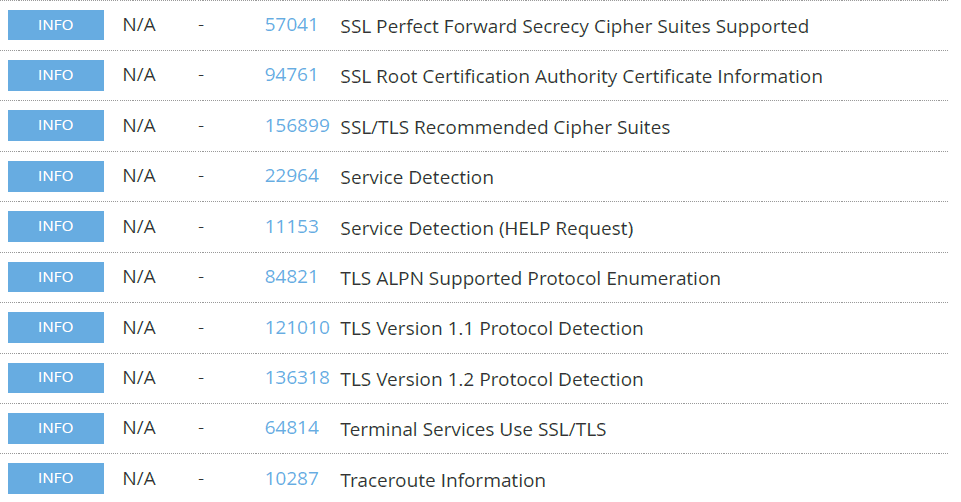 INFO N/A - 57041 SSL Perfect Forward Secrecy Cipher Suites Supported
INFO N/A - 94761 SSL Root Certification Authority Certificate Information
INFO N/A - 156899 SSL/TLS Recommended Cipher Suites
INFO N/A - 22964 Service Detection
INFO N/A - 11153 Service Detection (HELP Request)
INFO N/A - 84821 TLS ALPN Supported Protocol Enumeration
INFO N/A - 121010 TLS Version 1.1 Protocol Detection
INFO N/A - 136318 TLS Version 1.2 Protocol Detection
INFO N/A - 64814 Terminal Services Use SSL/TLS
INFO N/A - 10287 Traceroute Information